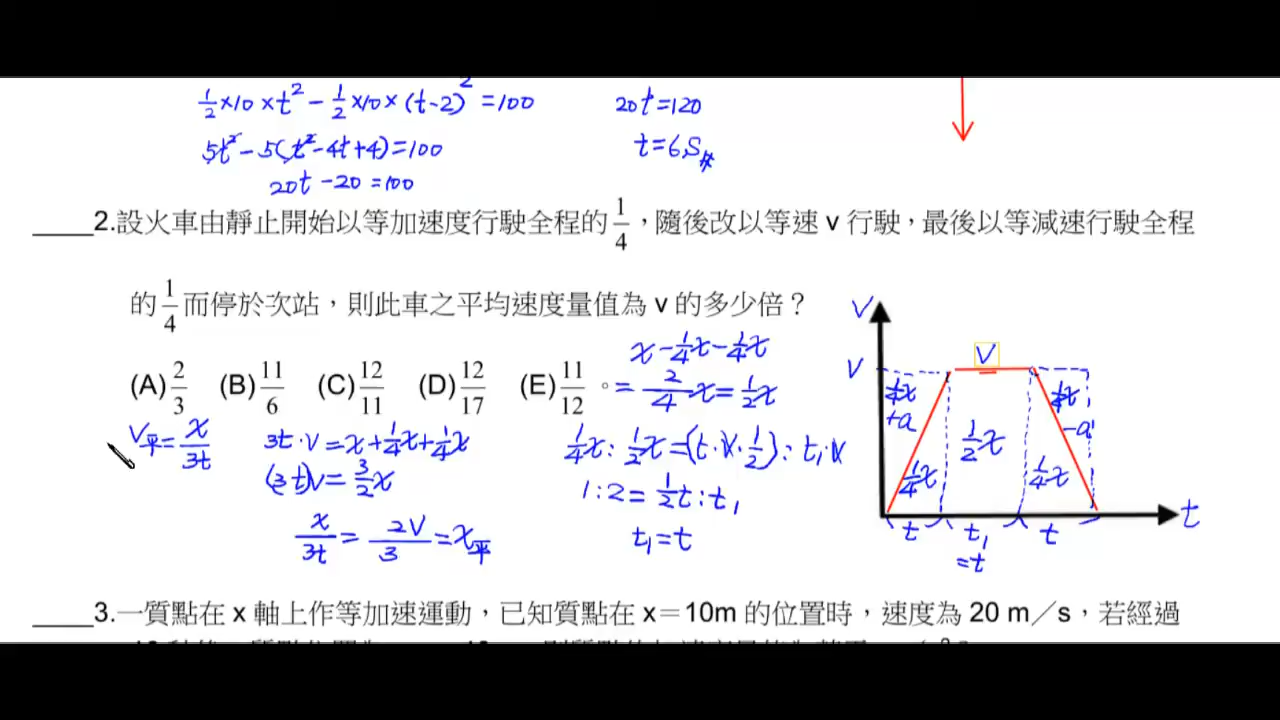 ½×10×t² − ½×10×(t−2)² = 100
20t=120
5t²−5(t²−4t+4)=100
t=6S#
20t−20=100
____2.設火車由靜止開始以等加速度行駛全程的 1/4，隨後改以等速 v 行駛，最後以等減速行駛全程
的 1/4 而停於次站，則此車之平均速度量值為 v 的多少倍？
(A) 2/3 (B) 11/6 (C) 12/11 (D) 12/17 (E) 11/12 。
x−¼x−¼x
= 2/4 x = ½x
V平 = x/3t
3t·V = x+¼x+¼x
(3t)V = 3/2 x
x/3t = 2V/3 = x平
¼x : ½x = (t·V·½) : t₁·V
1:2 = ½t : t₁
t₁=t
V
V
V
¼x
+a
¼x
−a
½x
¼x
¼x
t
t
t₁
t
=t
____3.一質點在 x 軸上作等加速運動，已知質點在 x＝10m 的位置時，速度為 20 m／s，若經過